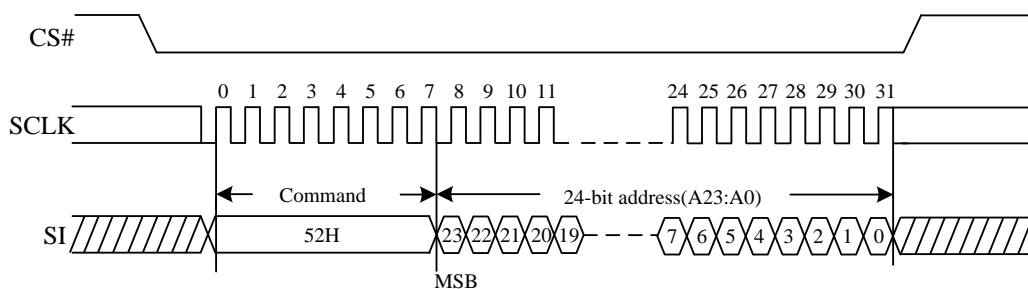 CS#
0 1 2 3 4 5 6 7 8 9 10 11 24 25 26 27 28 29 30 31
SCLK
Command 24-bit address(A23:A0)
SI 52H 23 22 21 20 19 7 6 5 4 3 2 1 0
MSB